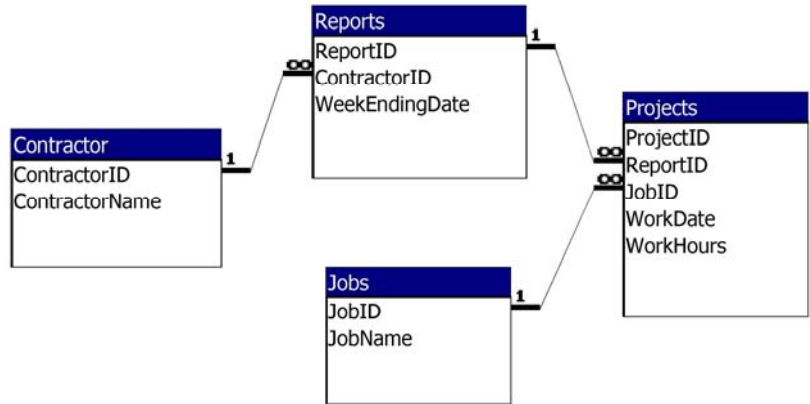 Reports
ReportID
ContractorID
WeekEndingDate
1
∞
Contractor
ContractorID
ContractorName
1
Projects
ProjectID
ReportID
JobID
WorkDate
WorkHours
∞
∞
Jobs
JobID
JobName
1